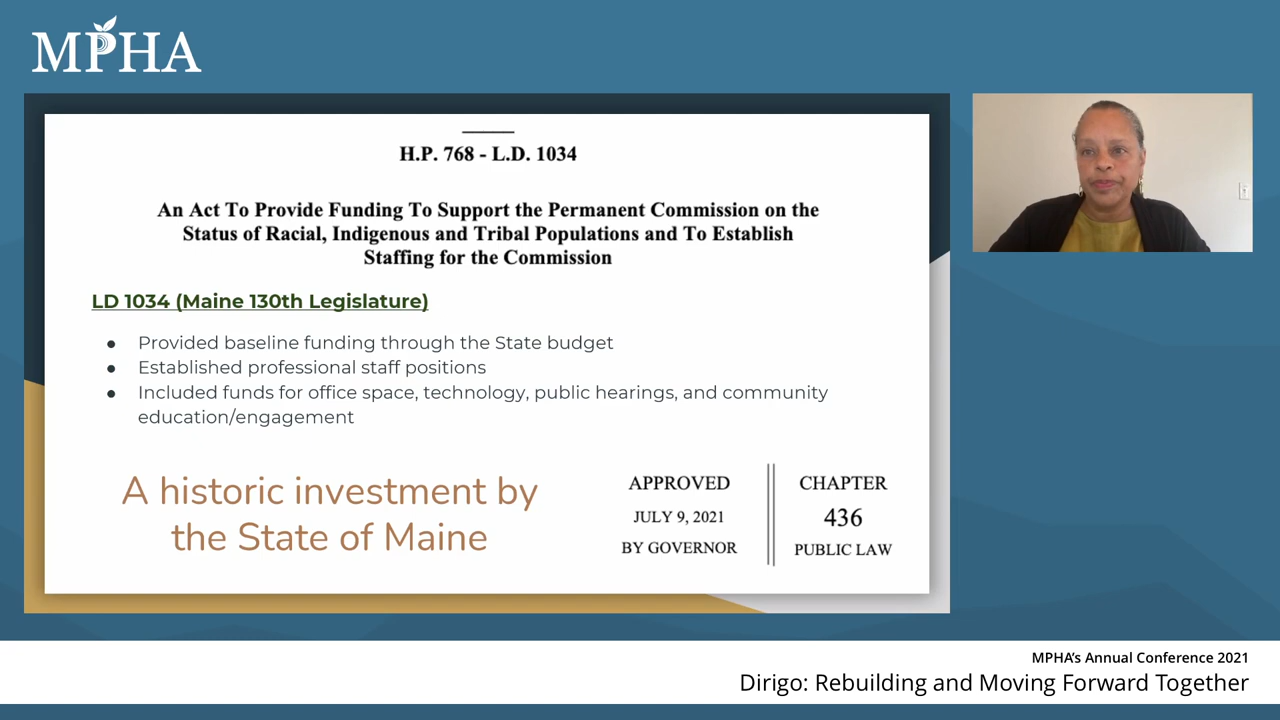 MPHA
H.P. 768 - L.D. 1034
An Act To Provide Funding To Support the Permanent Commission on the
Status of Racial, Indigenous and Tribal Populations and To Establish
Staffing for the Commission
LD 1034 (Maine 130th Legislature)
● Provided baseline funding through the State budget
● Established professional staff positions
● Included funds for office space, technology, public hearings, and community
education/engagement
A historic investment by
the State of Maine
APPROVED
JULY 9, 2021
BY GOVERNOR
CHAPTER
436
PUBLIC LAW
MPHA's Annual Conference 2021
Dirigo: Rebuilding and Moving Forward Together